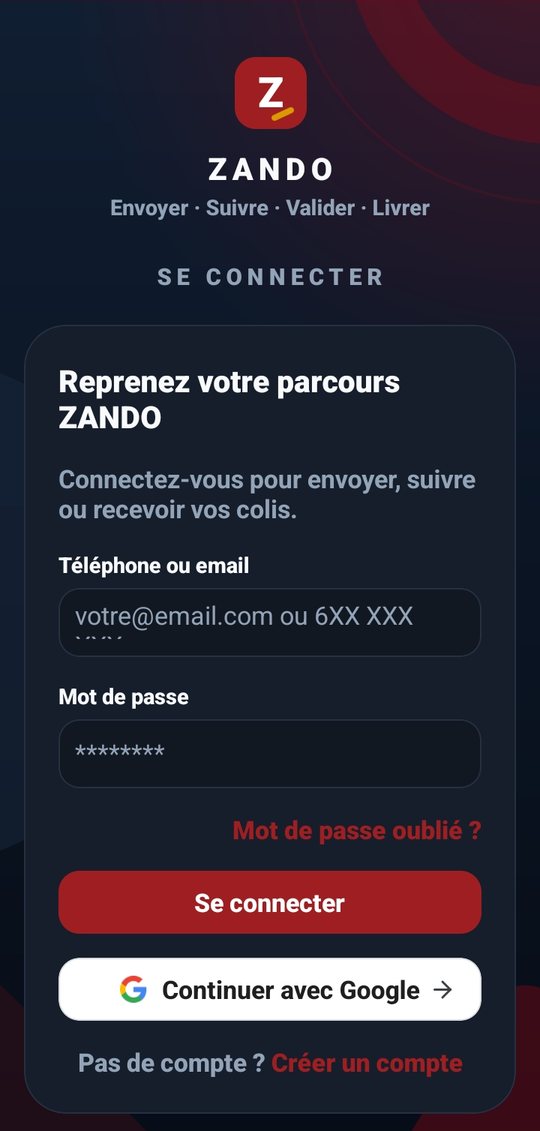 Z
ZANDO
Envoyer · Suivre · Valider · Livrer
SE CONNECTER
Reprenez votre parcours
ZANDO
Connectez-vous pour envoyer, suivre
ou recevoir vos colis.
Téléphone ou email
votre@email.com ou 6XX XXX
XXX
Mot de passe
********
Mot de passe oublié ?
Se connecter
Continuer avec Google →
Pas de compte ? Créer un compte